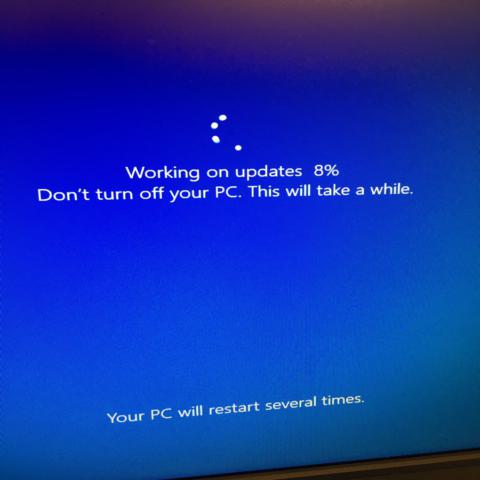 Working on updates 8%
Don't turn off your PC. This will take a while.
Your PC will restart several times.